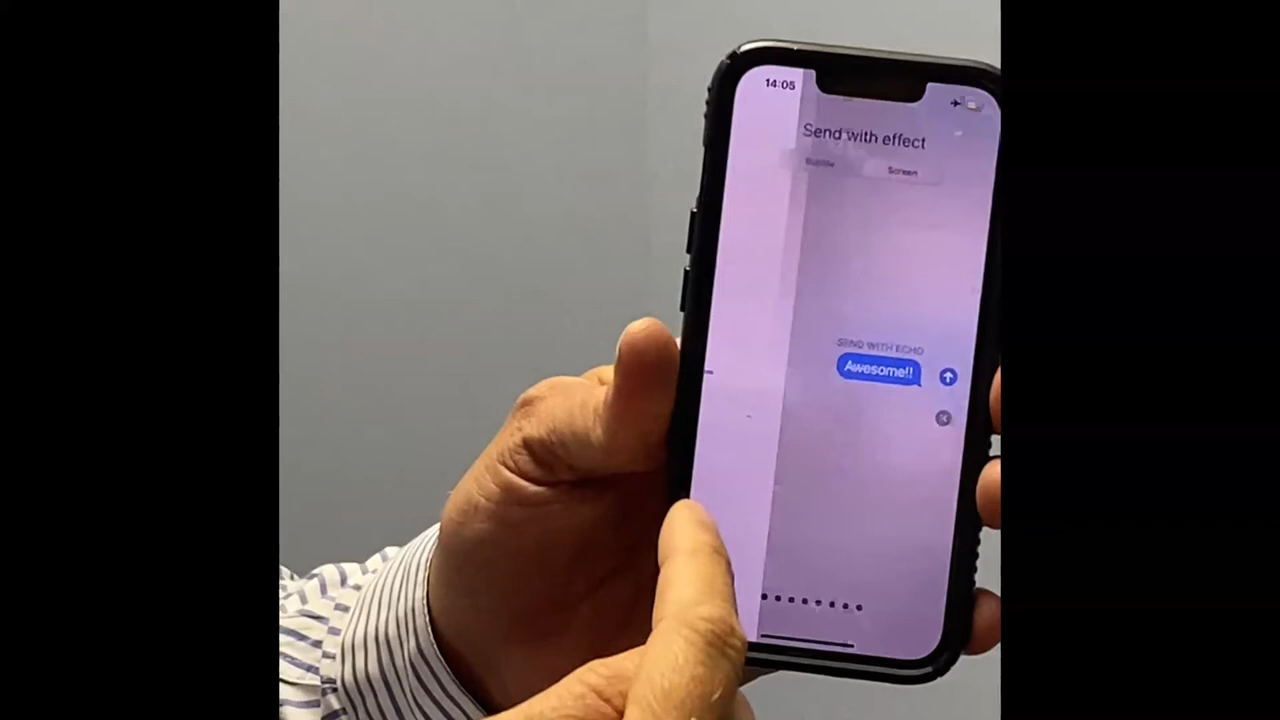 14:05
Send with effect
Bubble
Screen
SEND WITH ECHO
Awesome!!